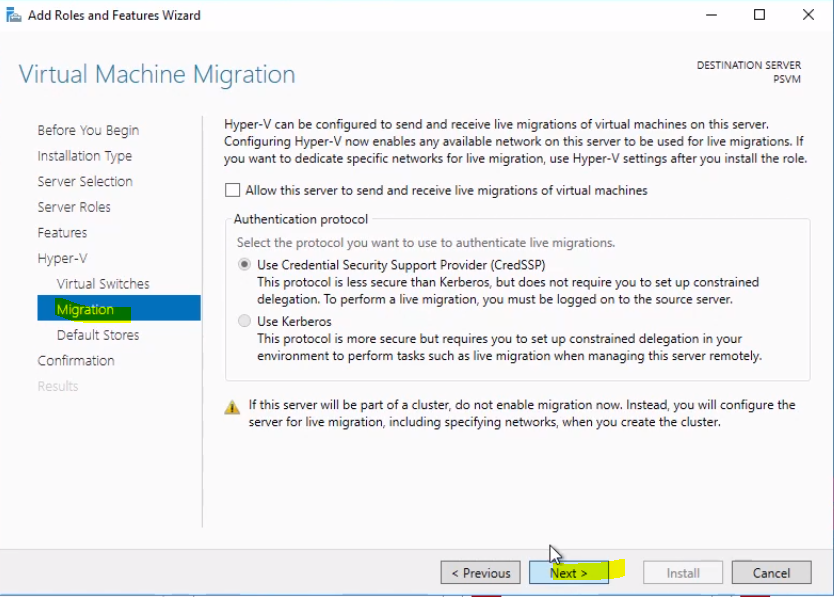 Add Roles and Features Wizard
Virtual Machine Migration
DESTINATION SERVER
PSVM
Before You Begin
Installation Type
Server Selection
Server Roles
Features
Hyper-V
Virtual Switches
Migration
Default Stores
Confirmation
Results
Hyper-V can be configured to send and receive live migrations of virtual machines on this server.
Configuring Hyper-V now enables any available network on this server to be used for live migrations. If
you want to dedicate specific networks for live migration, use Hyper-V settings after you install the role.
Allow this server to send and receive live migrations of virtual machines
Authentication protocol
Select the protocol you want to use to authenticate live migrations.
Use Credential Security Support Provider (CredSSP)
This protocol is less secure than Kerberos, but does not require you to set up constrained
delegation. To perform a live migration, you must be logged on to the source server.
Use Kerberos
This protocol is more secure but requires you to set up constrained delegation in your
environment to perform tasks such as live migration when managing this server remotely.
If this server will be part of a cluster, do not enable migration now. Instead, you will configure the
server for live migration, including specifying networks, when you create the cluster.
< Previous
Next >
Install
Cancel